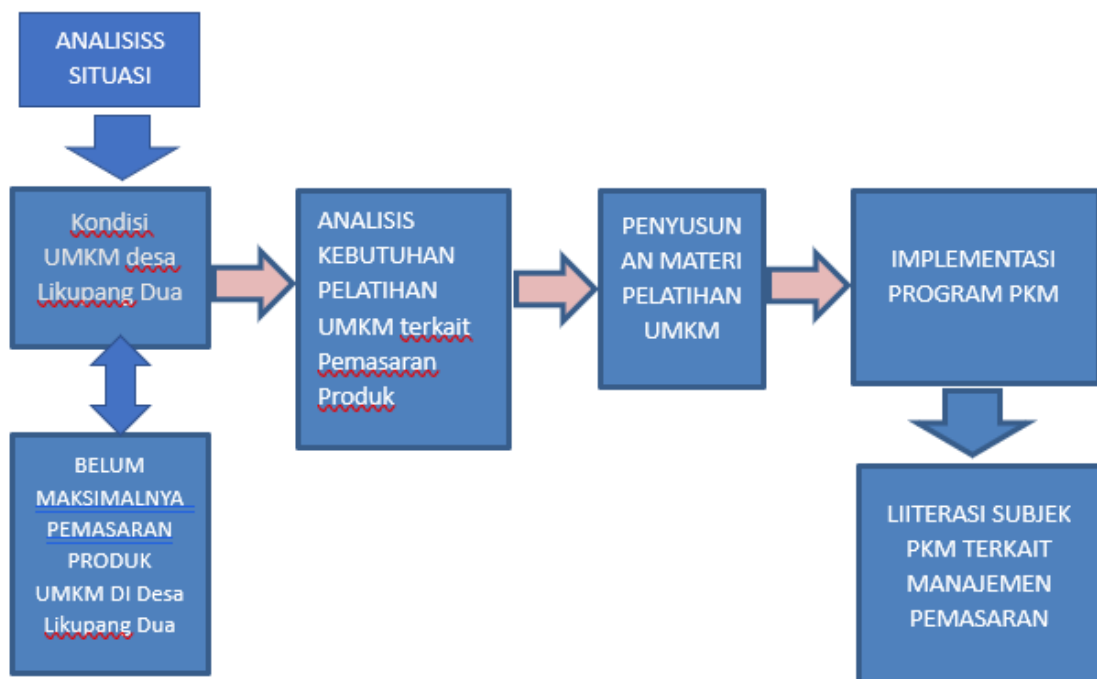 ANALISISS
SITUASI
Kondisi
UMKM desa
Likupang Dua
BELUM
MAKSIMALNYA
PEMASARAN
PRODUK
UMKM DI Desa
Likupang Dua
ANALISIS
KEBUTUHAN
PELATIHAN
UMKM terkait
Pemasaran
Produk
PENYUSUN
AN MATERI
PELATIHAN
UMKM
IMPLEMENTASI
PROGRAM PKM
LIITERASI SUBJEK
PKM TERKAIT
MANAJEMEN
PEMASARAN